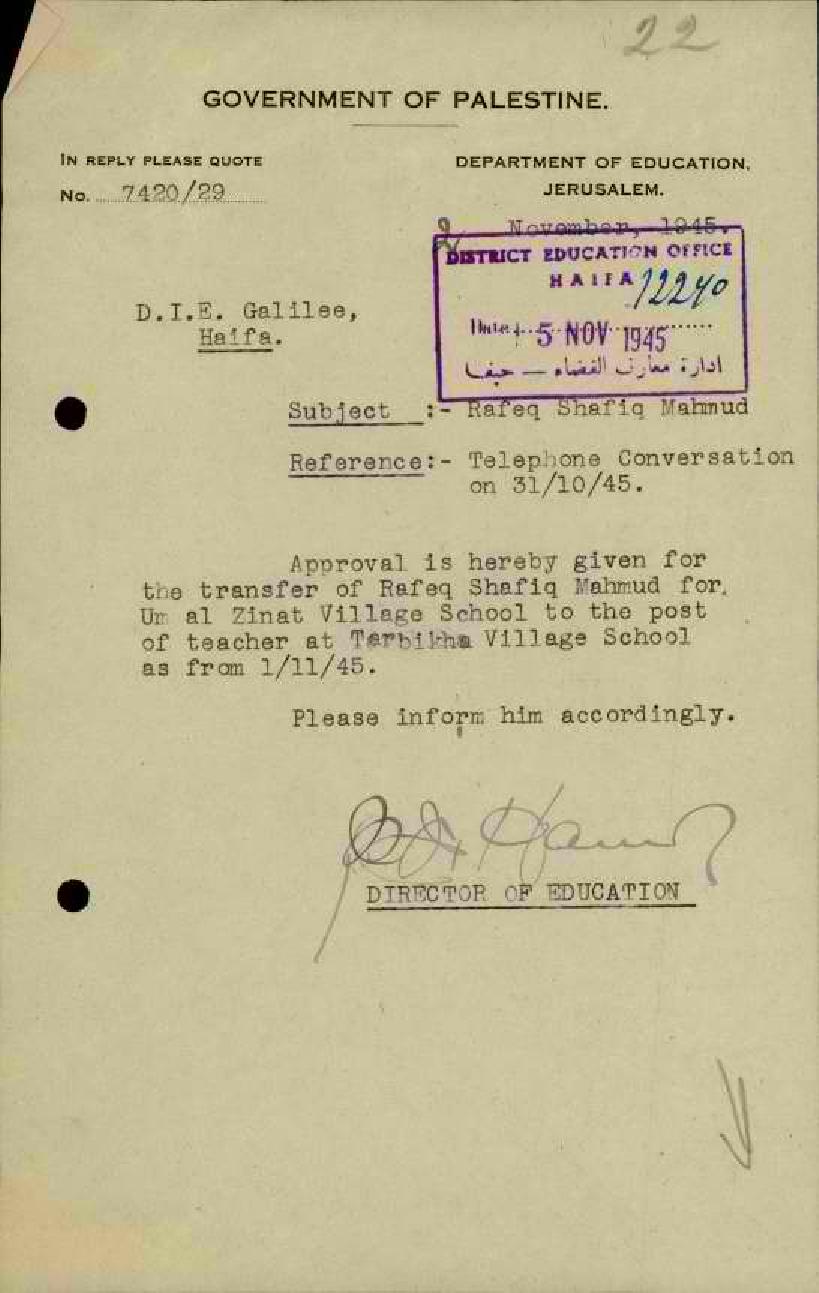 22
GOVERNMENT OF PALESTINE.
IN REPLY PLEASE QUOTE
No. 7420/29
DEPARTMENT OF EDUCATION,
JERUSALEM.
2 November, 1945.
DISTRICT EDUCATION OFFICE
HAIFA 12240
Date 5 NOV 1945
ادارة معارف القضاء — حيفا
D.I.E. Galilee,
Haifa.
Subject :- Rafeq Shafiq Mahmud
Reference:- Telephone Conversation
on 31/10/45.
Approval is hereby given for
the transfer of Rafeq Shafiq Mahmud for,
Um al Zinat Village School to the post
of teacher at Tarbikha Village School
as from 1/11/45.
Please inform him accordingly.
DIRECTOR OF EDUCATION